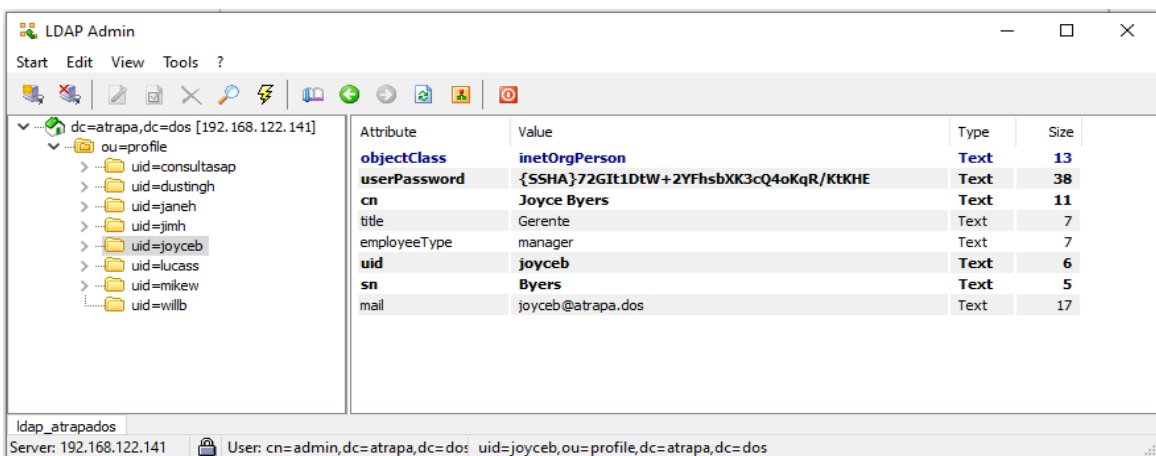 LDAP Admin
Start Edit View Tools ?
dc=atrapa,dc=dos [192.168.122.141]
ou=profile
uid=consultasap
uid=dustingh
uid=janeh
uid=jimh
uid=joyceb
uid=lucass
uid=mikew
uid=willb
Attribute Value Type Size
objectClass inetOrgPerson Text 13
userPassword {SSHA}72GIt1DtW+2YFhsbXK3cQ4oKqR/KtKHE Text 38
cn Joyce Byers Text 11
title Gerente Text 7
employeeType manager Text 7
uid joyceb Text 6
sn Byers Text 5
mail joyceb@atrapa.dos Text 17
ldap_atrapados
Server: 192.168.122.141 User: cn=admin,dc=atrapa,dc=dos uid=joyceb,ou=profile,dc=atrapa,dc=dos